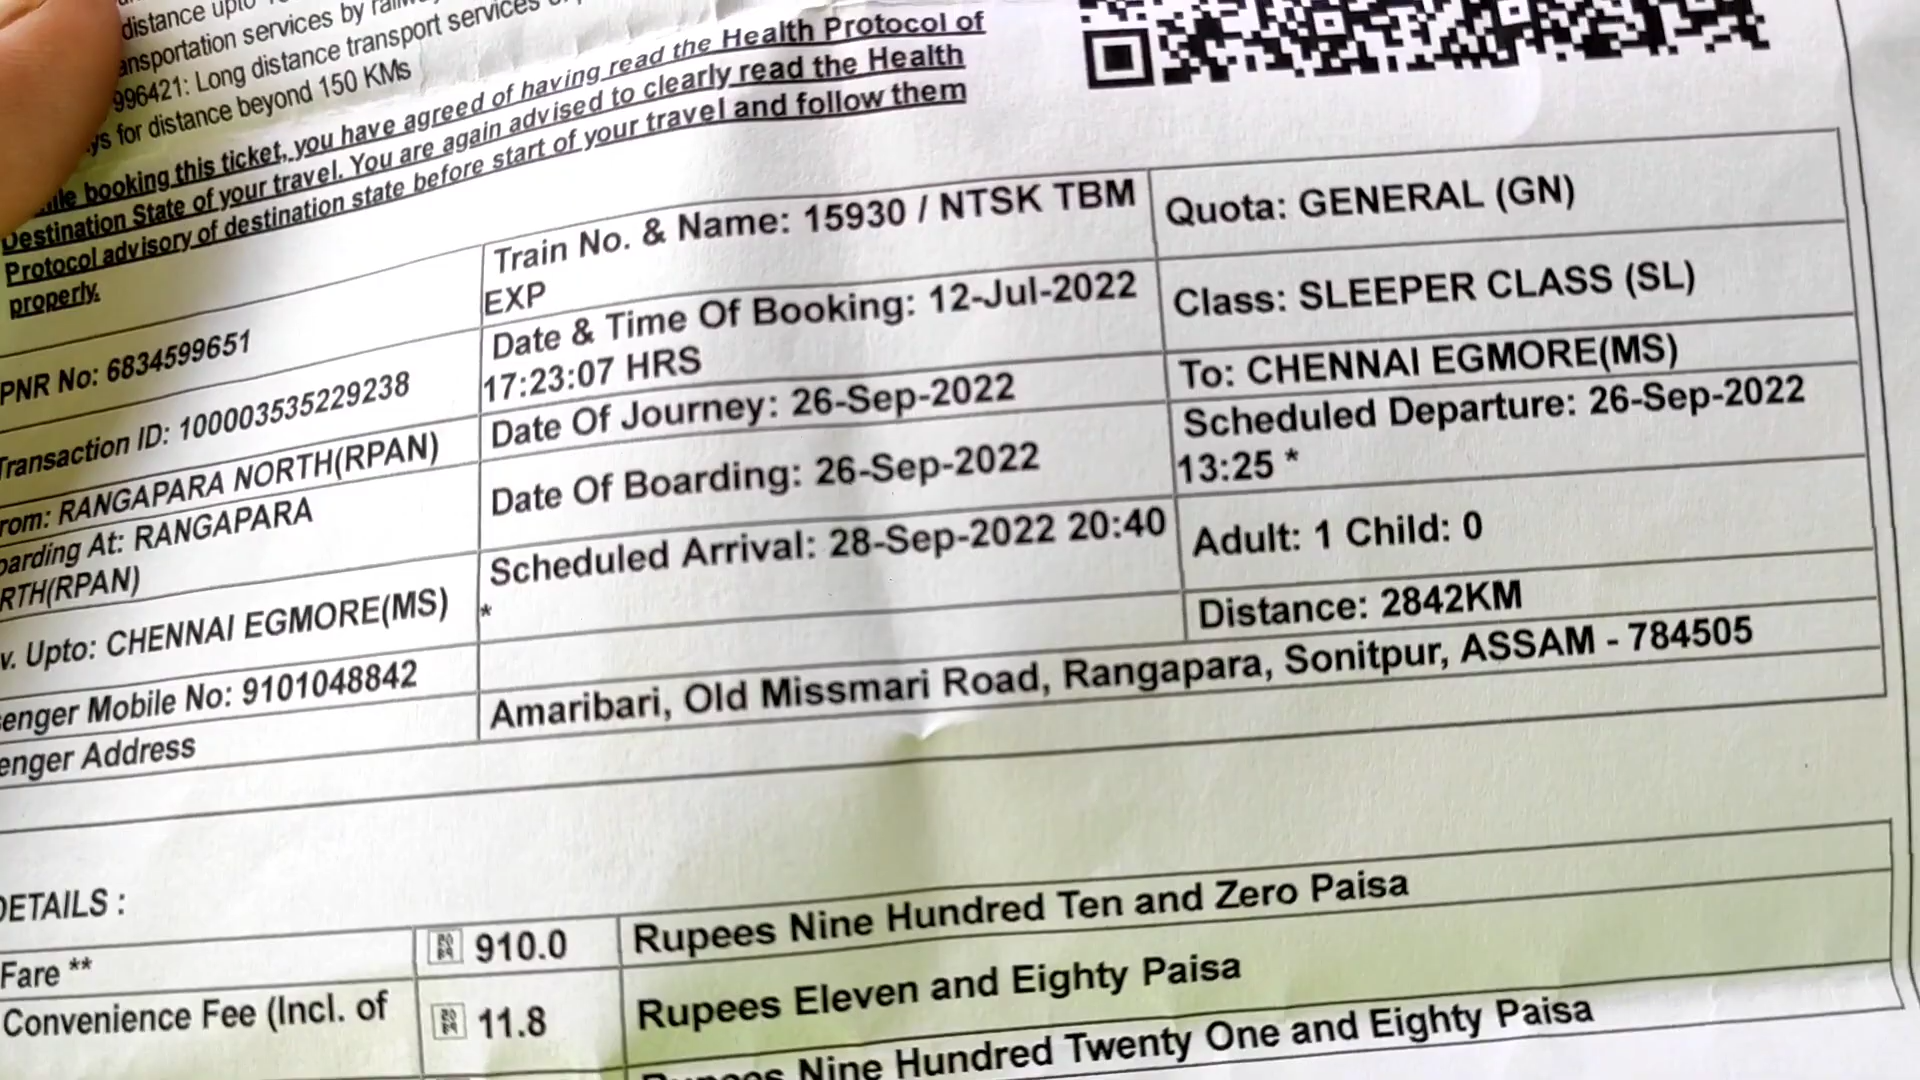 distance upto
ansportation services by railw
996421: Long distance transport services
ys for distance beyond 150 KMs
ile booking this ticket, you have agreed of having read the Health Protocol of
Destination State of your travel. You are again advised to clearly read the Health
Protocol advisory of destination state before start of your travel and follow them
properly.
PNR No: 6834599651
Train No. & Name: 15930 / NTSK TBM
EXP
Quota: GENERAL (GN)
Transaction ID: 100003535229238
Date & Time Of Booking: 12-Jul-2022
17:23:07 HRS
Class: SLEEPER CLASS (SL)
rom: RANGAPARA NORTH(RPAN)
Date Of Journey: 26-Sep-2022
To: CHENNAI EGMORE(MS)
oarding At: RANGAPARA
RTH(RPAN)
Date Of Boarding: 26-Sep-2022
Scheduled Departure: 26-Sep-2022
13:25 *
v. Upto: CHENNAI EGMORE(MS)
Scheduled Arrival: 28-Sep-2022 20:40
*
Adult: 1 Child: 0
enger Mobile No: 9101048842
Distance: 2842KM
enger Address
Amaribari, Old Missmari Road, Rangapara, Sonitpur, ASSAM - 784505
DETAILS :
Fare **
910.0
Rupees Nine Hundred Ten and Zero Paisa
Convenience Fee (Incl. of
11.8
Rupees Eleven and Eighty Paisa
Rupees Nine Hundred Twenty One and Eighty Paisa